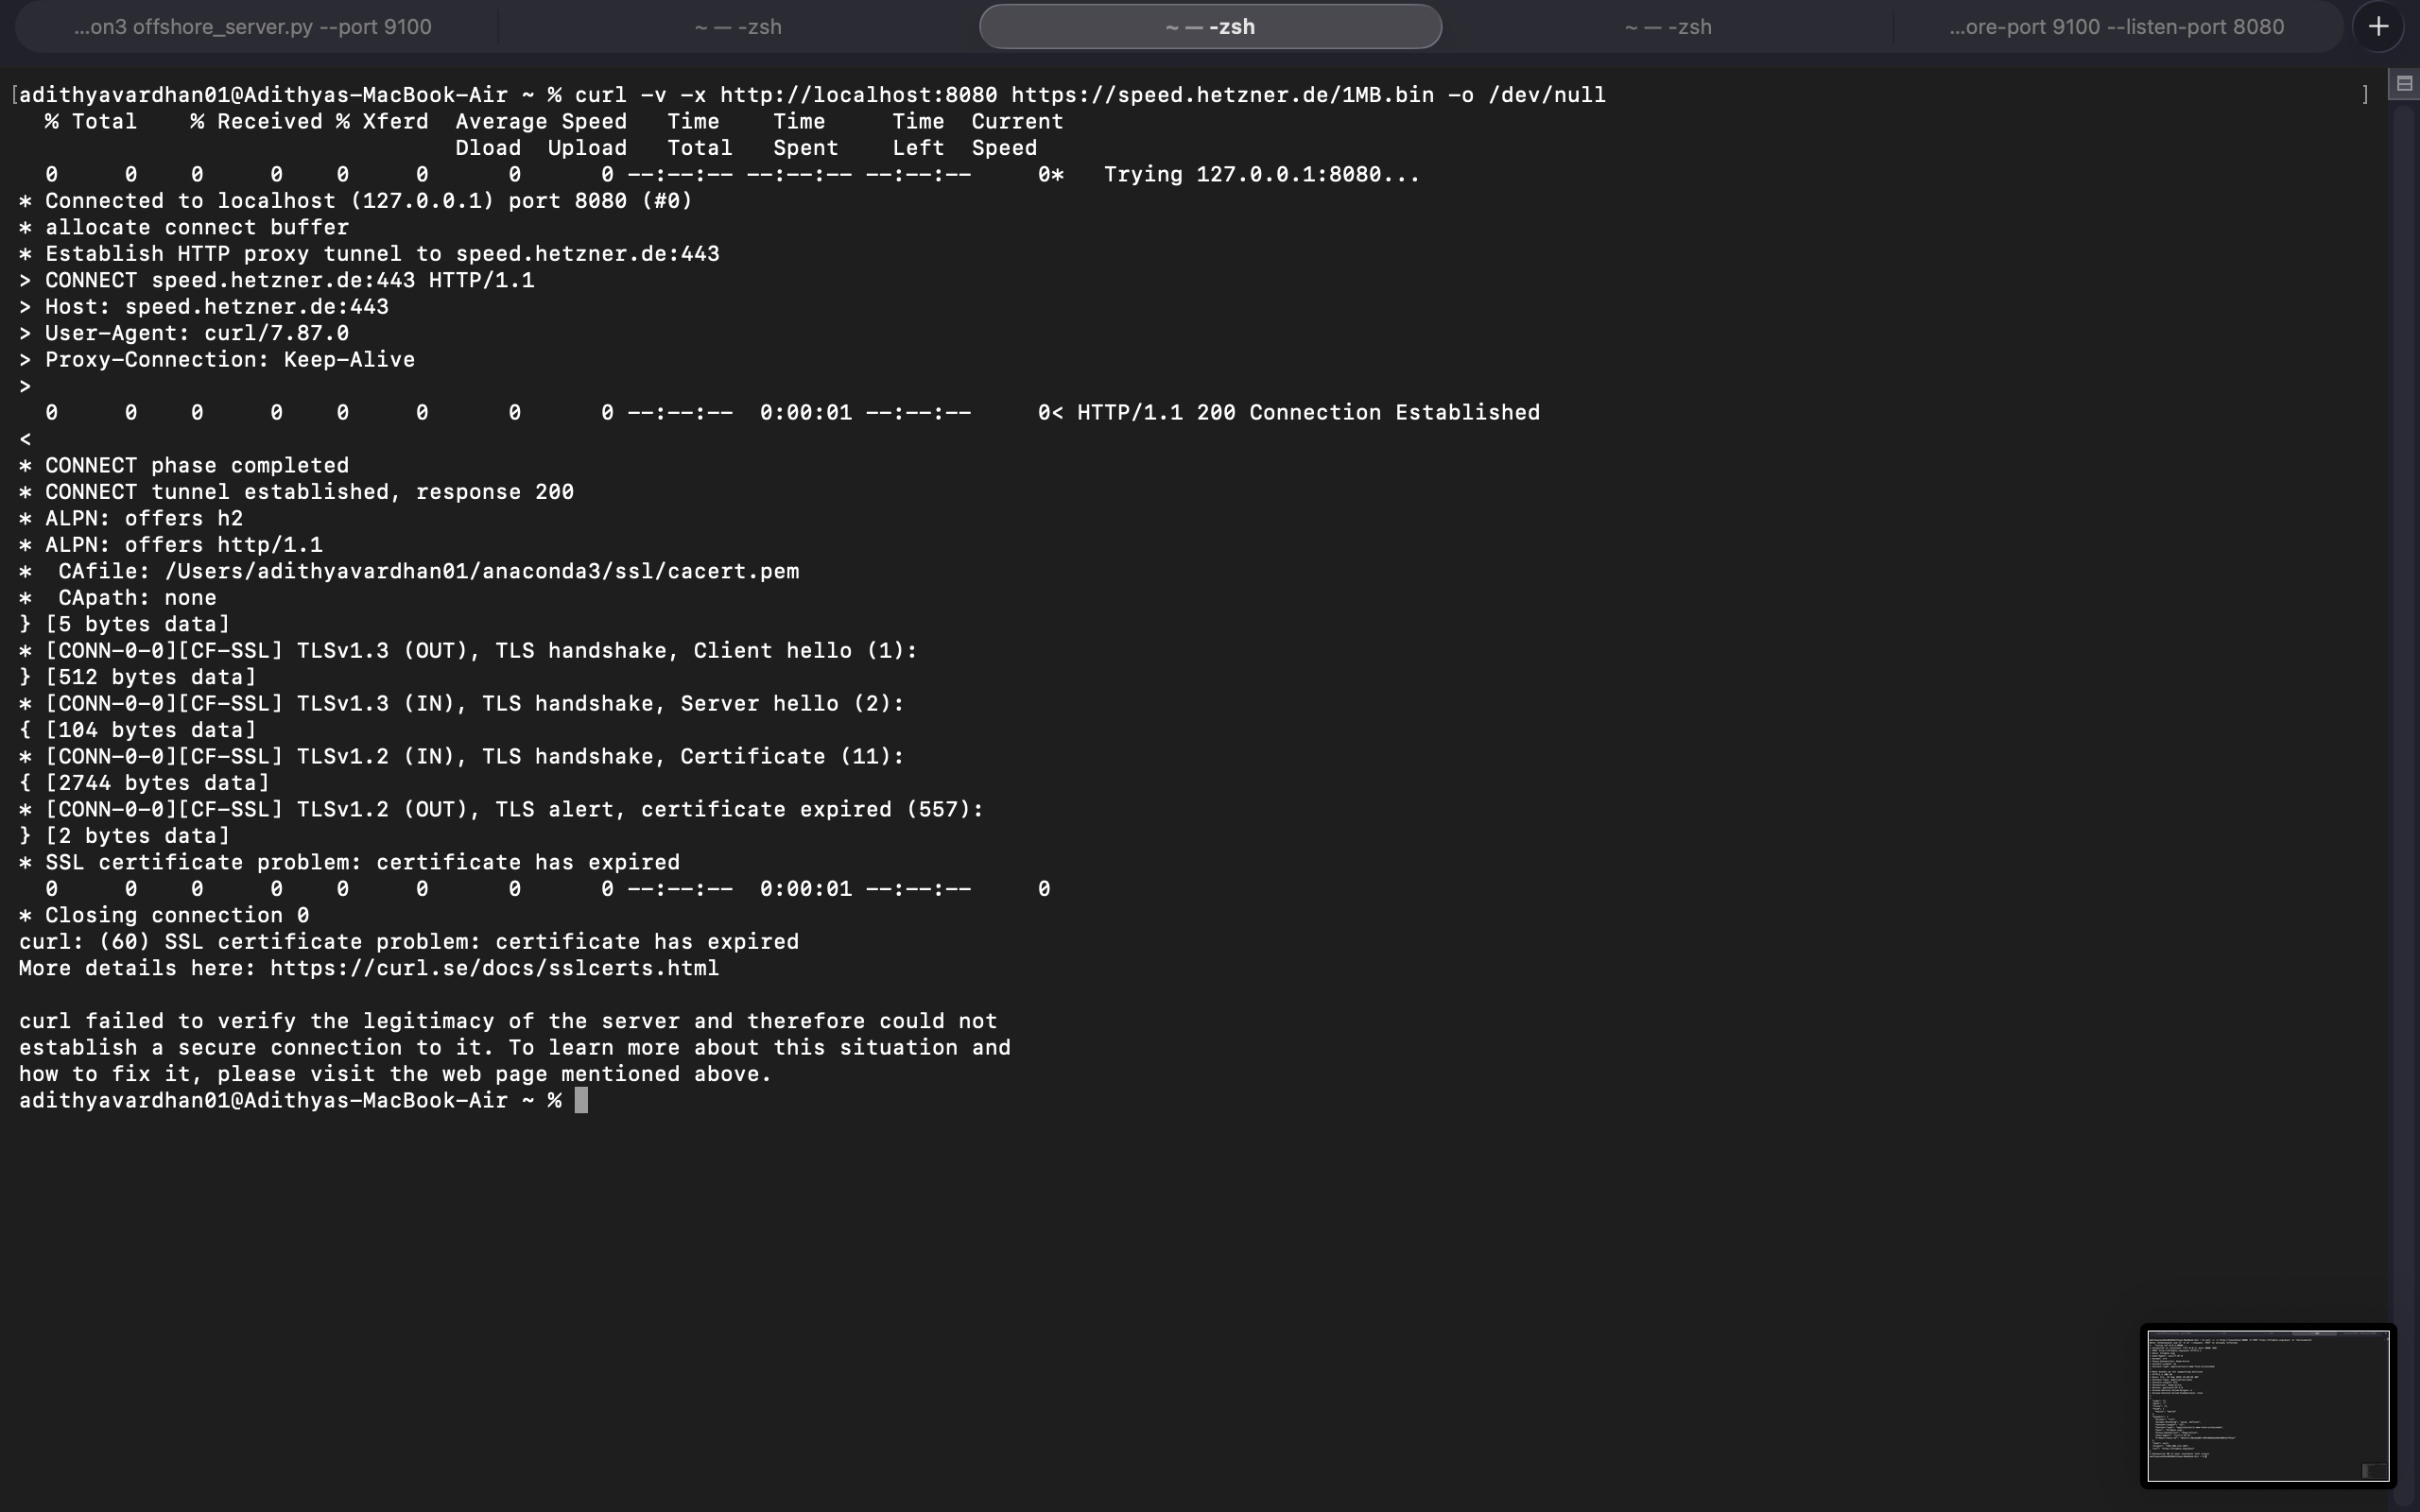 ...on3 offshore_server.py --port 9100
~ — -zsh
~ — -zsh
~ — -zsh
...ore-port 9100 --listen-port 8080
+
[adithyavardhan01@Adithyas-MacBook-Air ~ % curl -v -x http://localhost:8080 https://speed.hetzner.de/1MB.bin -o /dev/null ]
  % Total    % Received % Xferd  Average Speed   Time    Time     Time  Current
                                 Dload  Upload   Total   Spent    Left  Speed
  0     0    0     0    0     0      0      0 --:--:-- --:--:-- --:--:--     0*   Trying 127.0.0.1:8080...
* Connected to localhost (127.0.0.1) port 8080 (#0)
* allocate connect buffer
* Establish HTTP proxy tunnel to speed.hetzner.de:443
> CONNECT speed.hetzner.de:443 HTTP/1.1
> Host: speed.hetzner.de:443
> User-Agent: curl/7.87.0
> Proxy-Connection: Keep-Alive
>
  0     0    0     0    0     0      0      0 --:--:--  0:00:01 --:--:--     0< HTTP/1.1 200 Connection Established
<
* CONNECT phase completed
* CONNECT tunnel established, response 200
* ALPN: offers h2
* ALPN: offers http/1.1
*  CAfile: /Users/adithyavardhan01/anaconda3/ssl/cacert.pem
*  CApath: none
} [5 bytes data]
* [CONN-0-0][CF-SSL] TLSv1.3 (OUT), TLS handshake, Client hello (1):
} [512 bytes data]
* [CONN-0-0][CF-SSL] TLSv1.3 (IN), TLS handshake, Server hello (2):
{ [104 bytes data]
* [CONN-0-0][CF-SSL] TLSv1.2 (IN), TLS handshake, Certificate (11):
{ [2744 bytes data]
* [CONN-0-0][CF-SSL] TLSv1.2 (OUT), TLS alert, certificate expired (557):
} [2 bytes data]
* SSL certificate problem: certificate has expired
  0     0    0     0    0     0      0      0 --:--:--  0:00:01 --:--:--     0
* Closing connection 0
curl: (60) SSL certificate problem: certificate has expired
More details here: https://curl.se/docs/sslcerts.html

curl failed to verify the legitimacy of the server and therefore could not
establish a secure connection to it. To learn more about this situation and
how to fix it, please visit the web page mentioned above.
adithyavardhan01@Adithyas-MacBook-Air ~ %